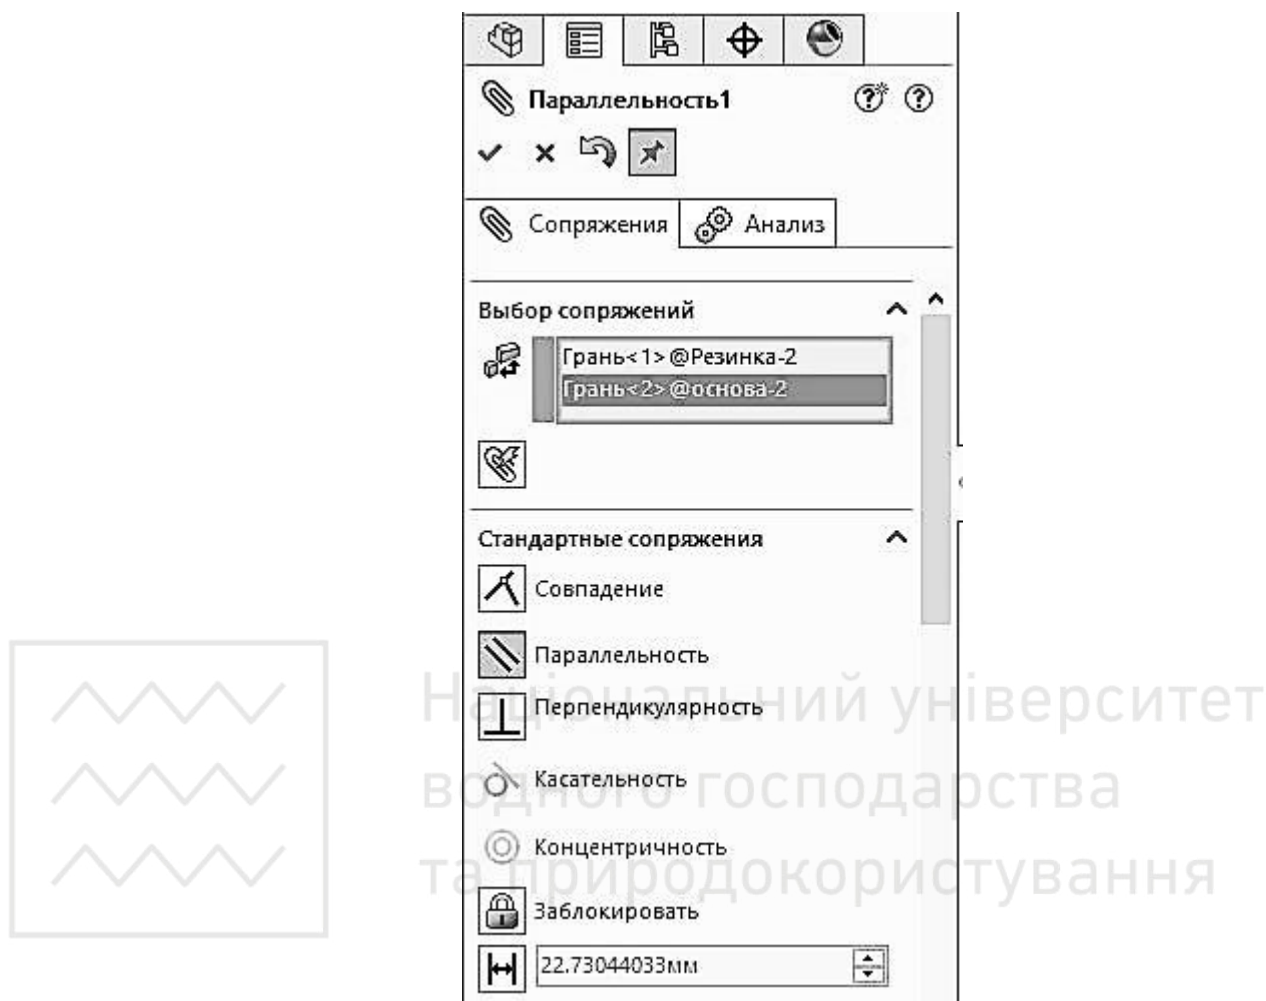 Параллельность1
Сопряжения Анализ
Выбор сопряжений
Грань<1>@Резинка-2
Грань<2>@основа-2
Стандартные сопряжения
Совпадение
Параллельность
Національний університет
Перпендикулярность
Касательность
водного господарства
Концентричность
та природокористування
Заблокировать
22.73044033мм